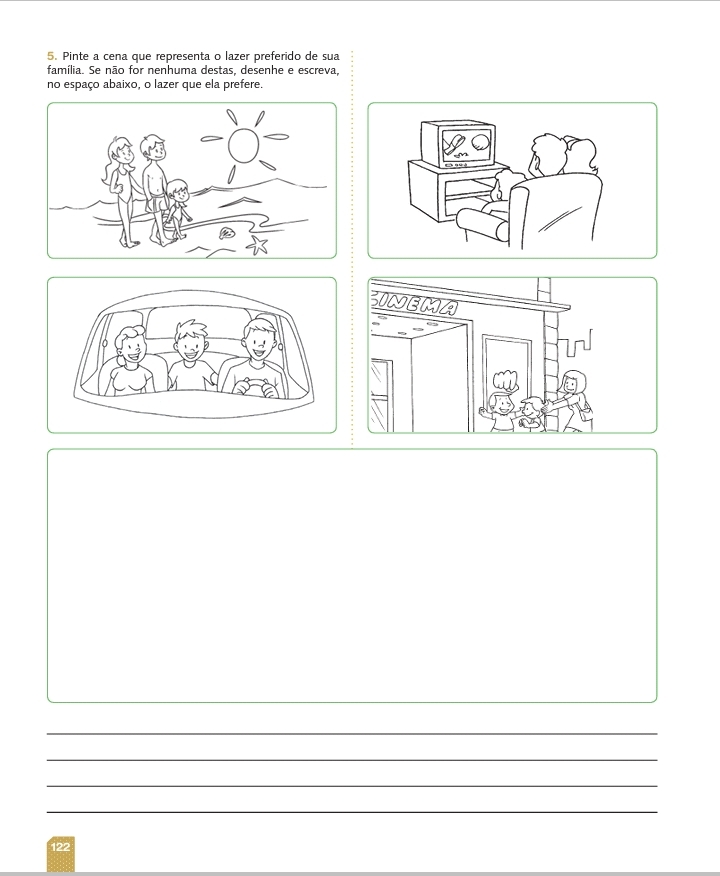 5. Pinte a cena que representa o lazer preferido de sua
família. Se não for nenhuma destas, desenhe e escreva,
no espaço abaixo, o lazer que ela prefere.
CINEMA
122